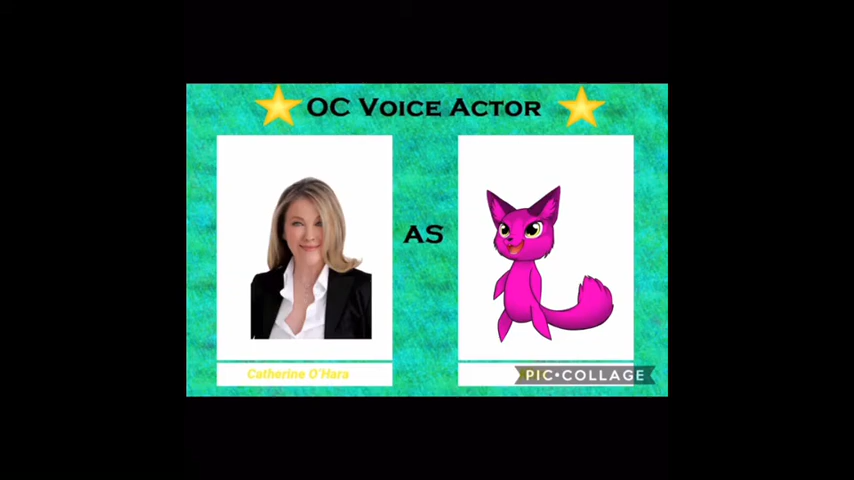 OC Voice Actor
AS
Catherine O'Hara
PIC•COLLAGE